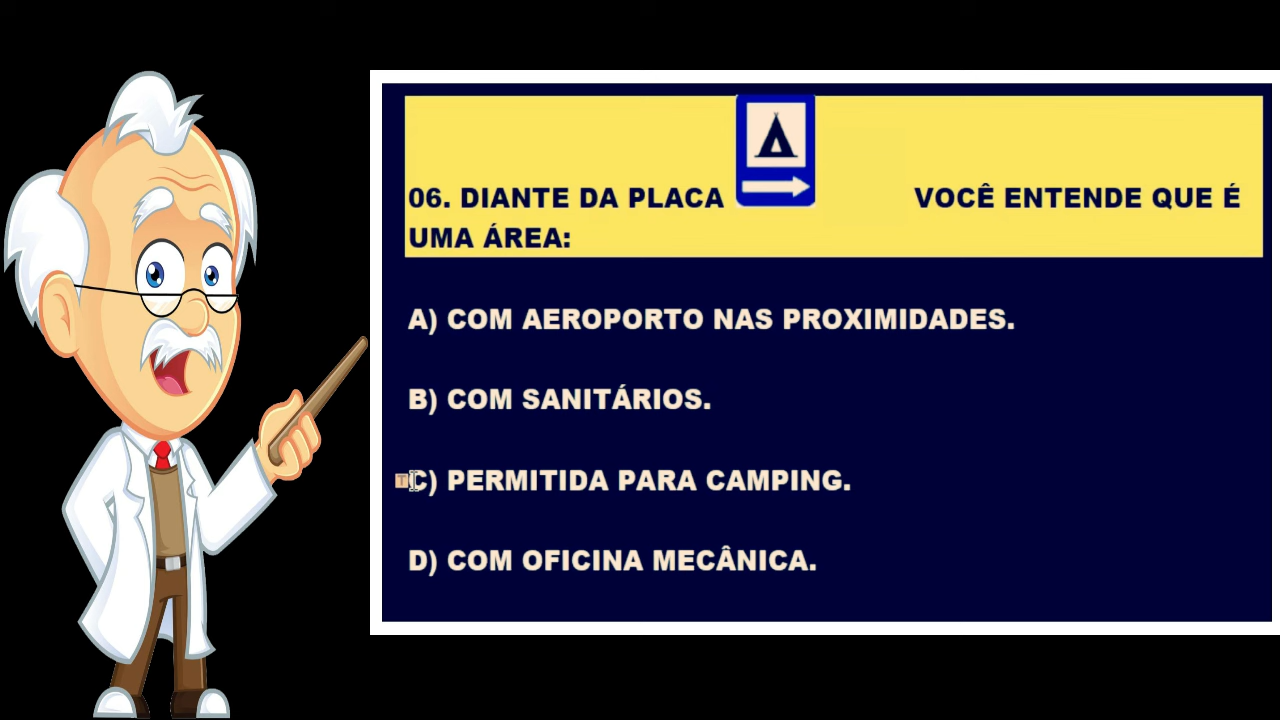 06. DIANTE DA PLACA VOCÊ ENTENDE QUE É
UMA ÁREA:
A) COM AEROPORTO NAS PROXIMIDADES.
B) COM SANITÁRIOS.
C) PERMITIDA PARA CAMPING.
D) COM OFICINA MECÂNICA.